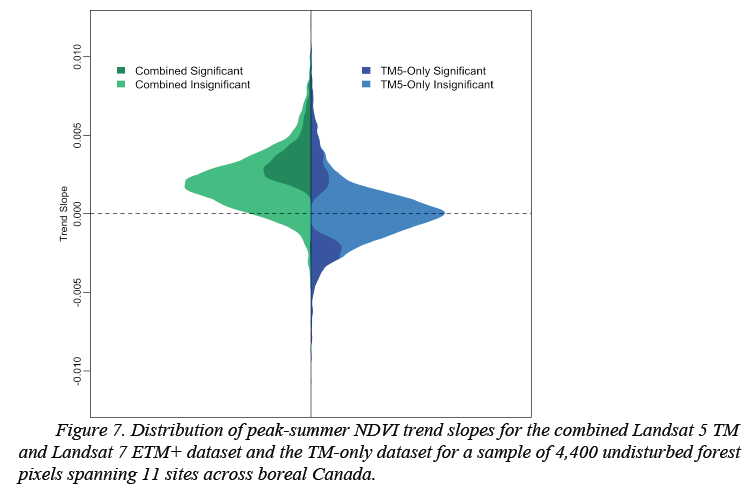 0.010
0.005
0.000
-0.005
-0.010
Trend Slope
Combined Significant
Combined Insignificant
TM5-Only Significant
TM5-Only Insignificant
Figure 7. Distribution of peak-summer NDVI trend slopes for the combined Landsat 5 TM
and Landsat 7 ETM+ dataset and the TM-only dataset for a sample of 4,400 undisturbed forest
pixels spanning 11 sites across boreal Canada.